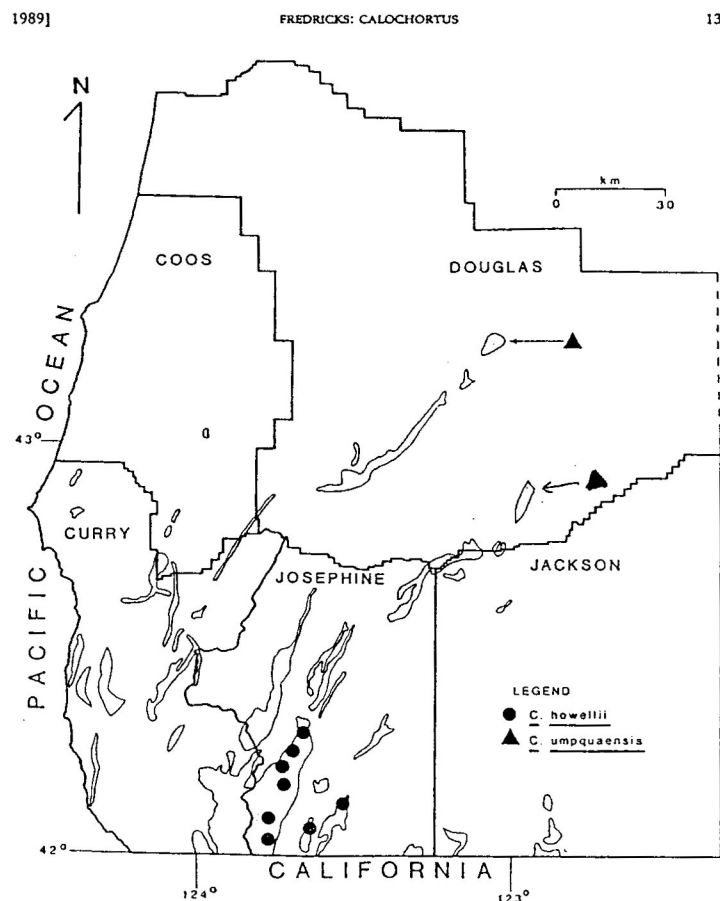 1989]
FREDRICKS: CALOCHORTUS
13
N
km
0 30
COOS
DOUGLAS
PACIFIC OCEAN
43°
CURRY
JOSEPHINE
JACKSON
LEGEND
C. howellii
C. umpquaensis
42°
CALIFORNIA
124°
123°